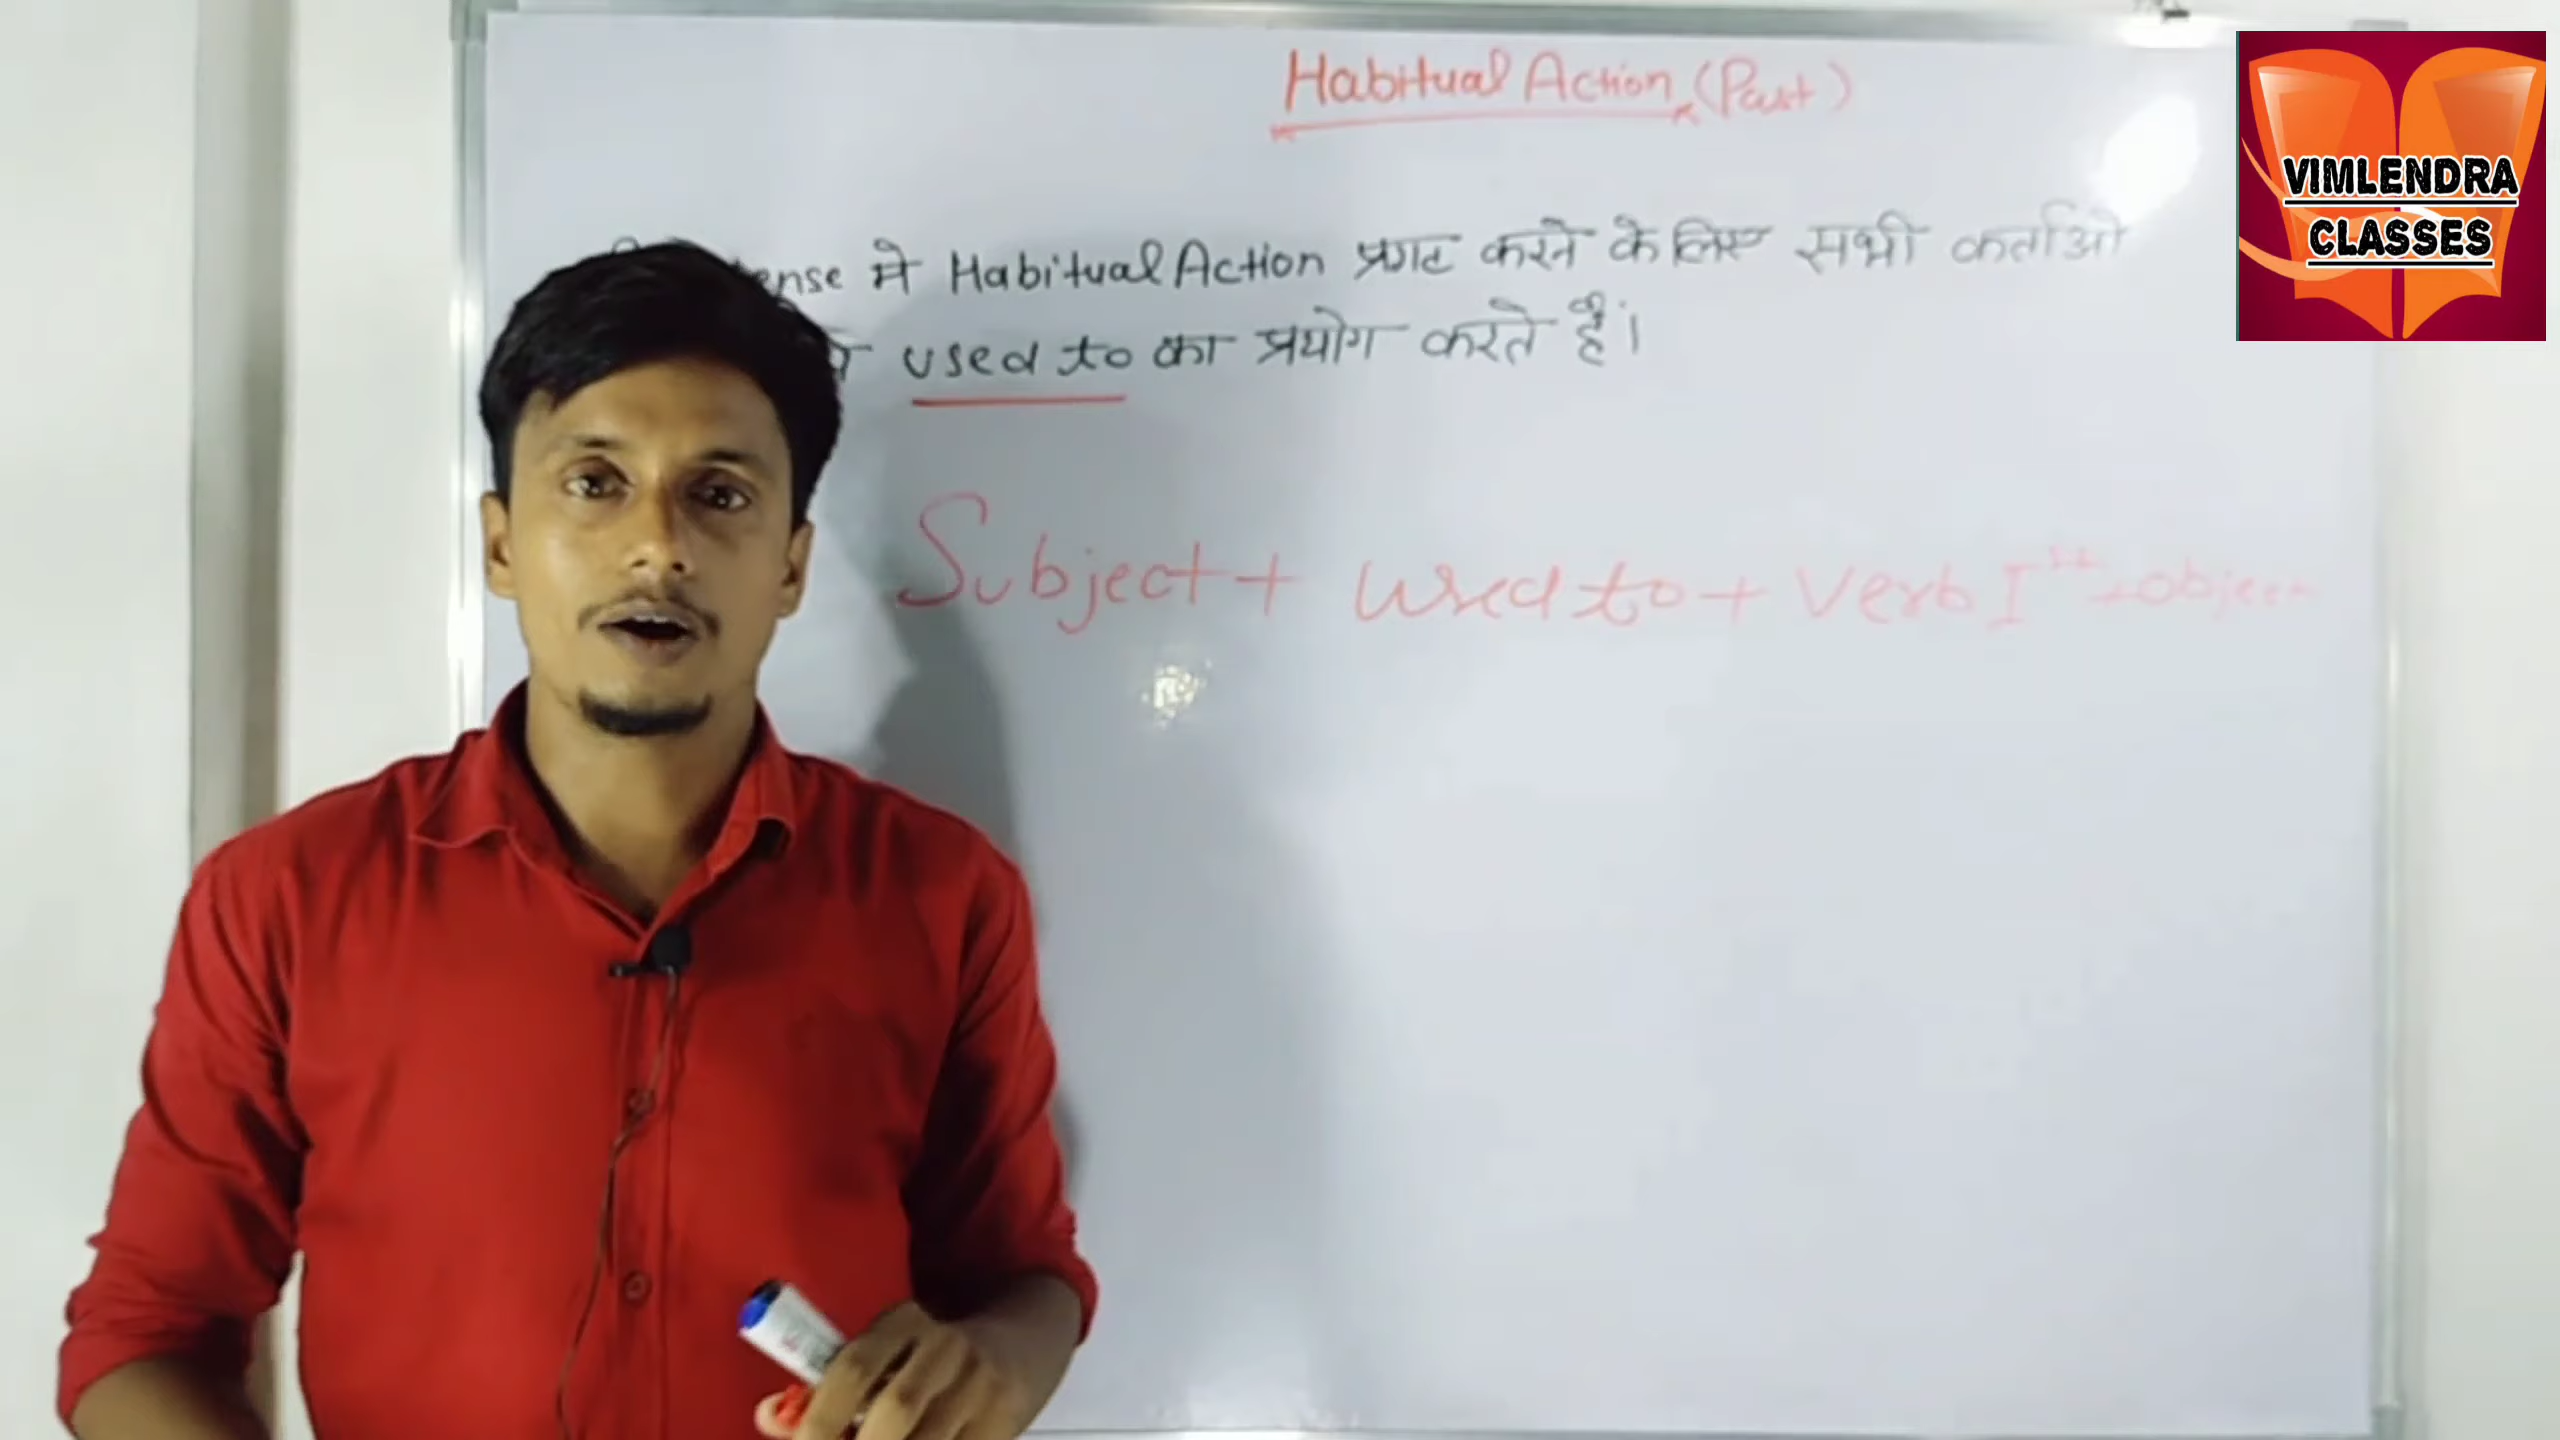 Habitual Action (Past)
VIMLENDRA
CLASSES
मे Habitual Action प्रगट करने के लिए सभी कर्ताओ
used to का प्रयोग करते हैं।
Subject + used to + Verb Ist + object